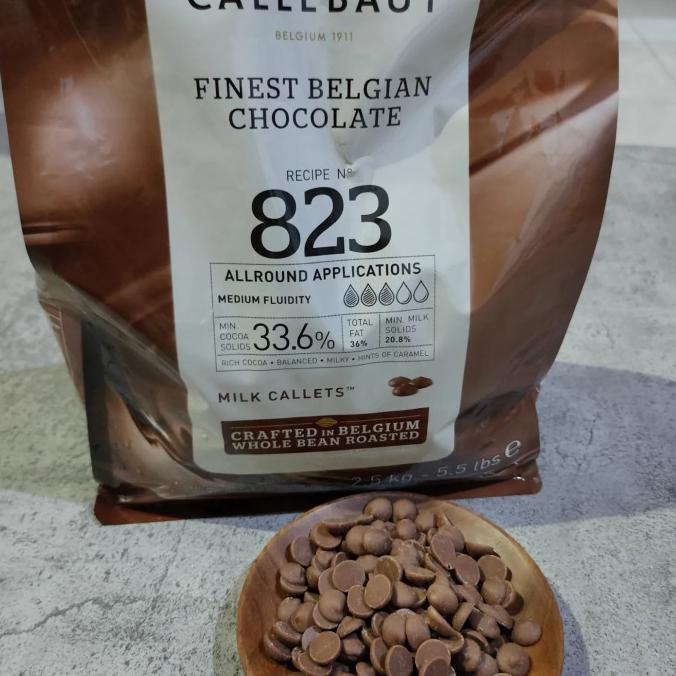 CALLEBAUT
BELGIUM 1911
FINEST BELGIAN
CHOCOLATE
RECIPE Nº
823
ALLROUND APPLICATIONS
MEDIUM FLUIDITY
MIN.
COCOA
SOLIDS
33.6%
TOTAL
FAT
36%
MIN. MILK
SOLIDS
20.8%
RICH COCOA • BALANCED • MILKY • HINTS OF CARAMEL
MILK CALLETS™
CRAFTED IN BELGIUM
WHOLE BEAN ROASTED
2.5 kg - 5.5 lbs e